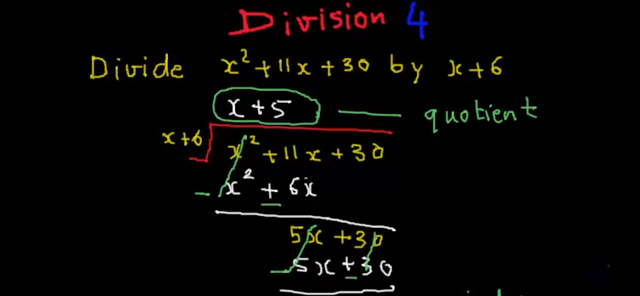 Division 4
Divide x² + 11x + 30 by x + 6
x + 5 — quotient
x + 6 x² + 11x + 30
− x² + 6x
5x + 30
− 5x + 30